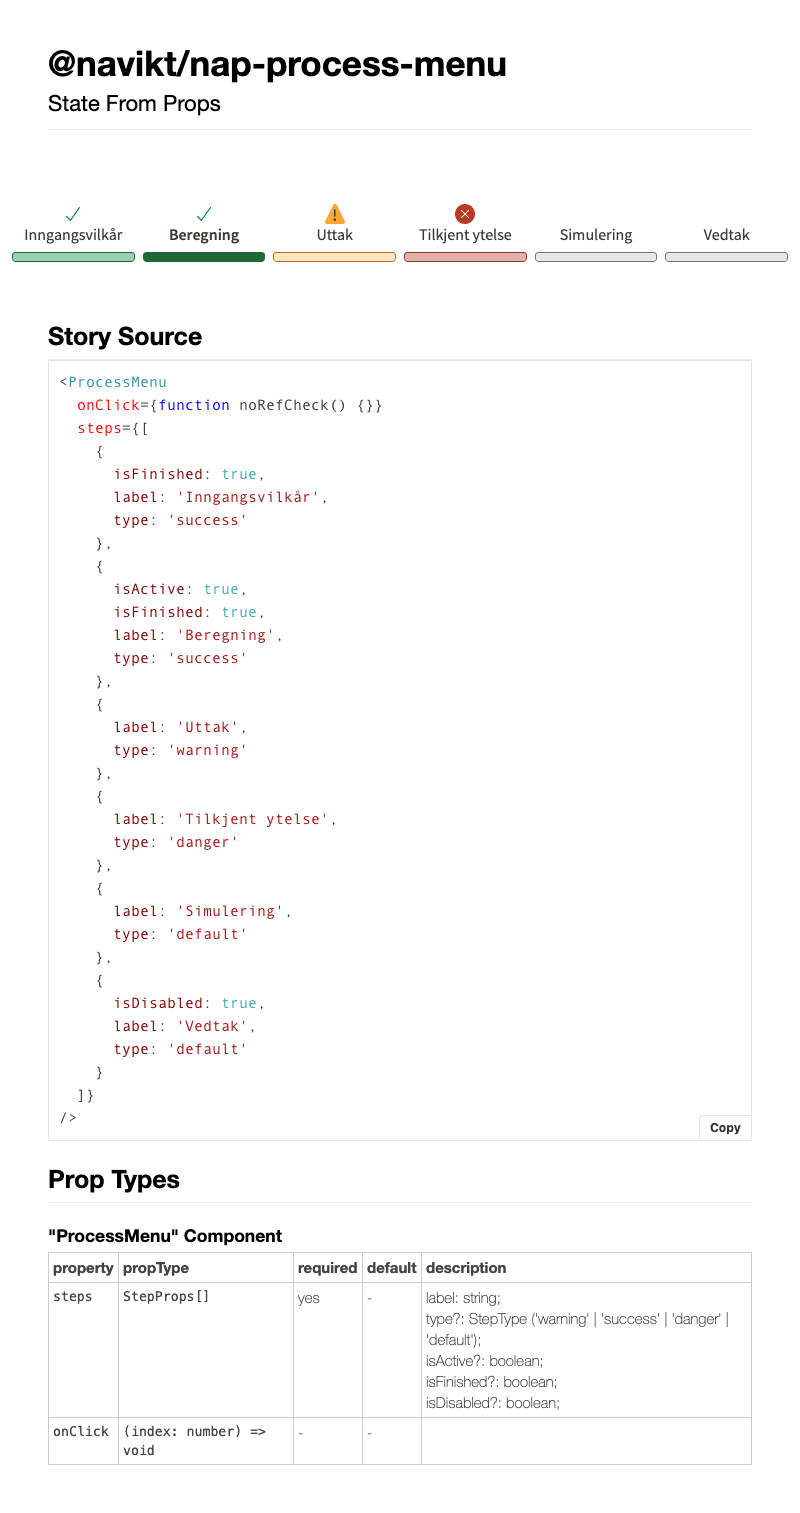 @navikt/nap-process-menu
State From Props
Inngangsvilkår
Beregning
Uttak
Tilkjent ytelse
Simulering
Vedtak
Story Source
<ProcessMenu
  onClick={function noRefCheck() {}}
  steps={[
    {
      isFinished: true,
      label: 'Inngangsvilkår',
      type: 'success'
    },
    {
      isActive: true,
      isFinished: true,
      label: 'Beregning',
      type: 'success'
    },
    {
      label: 'Uttak',
      type: 'warning'
    },
    {
      label: 'Tilkjent ytelse',
      type: 'danger'
    },
    {
      label: 'Simulering',
      type: 'default'
    },
    {
      isDisabled: true,
      label: 'Vedtak',
      type: 'default'
    }
  ]}
/>
Copy
Prop Types
"ProcessMenu" Component
property propType required default description
steps StepProps[] yes - label: string;
type?: StepType ('warning' | 'success' | 'danger' |
'default');
isActive?: boolean;
isFinished?: boolean;
isDisabled?: boolean;
onClick (index: number) => - -
void